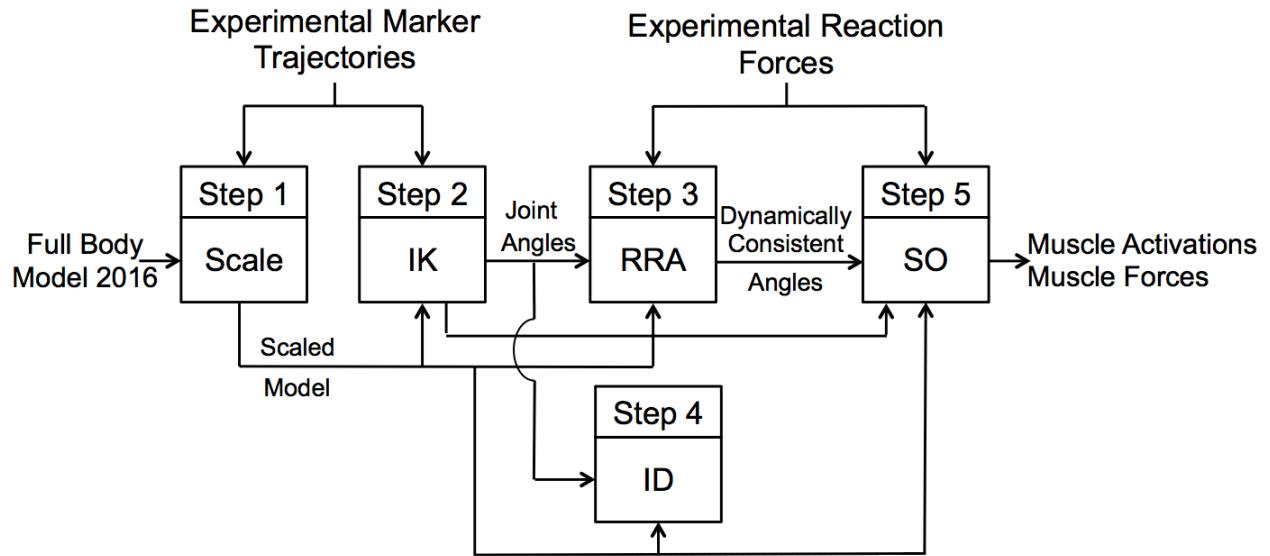 Experimental Marker
Trajectories
Experimental Reaction
Forces
Full Body
Model 2016
Step 1
Scale
Step 2
IK
Joint
Angles
Step 3
RRA
Dynamically
Consistent
Angles
Step 5
SO
Muscle Activations
Muscle Forces
Scaled
Model
Step 4
ID